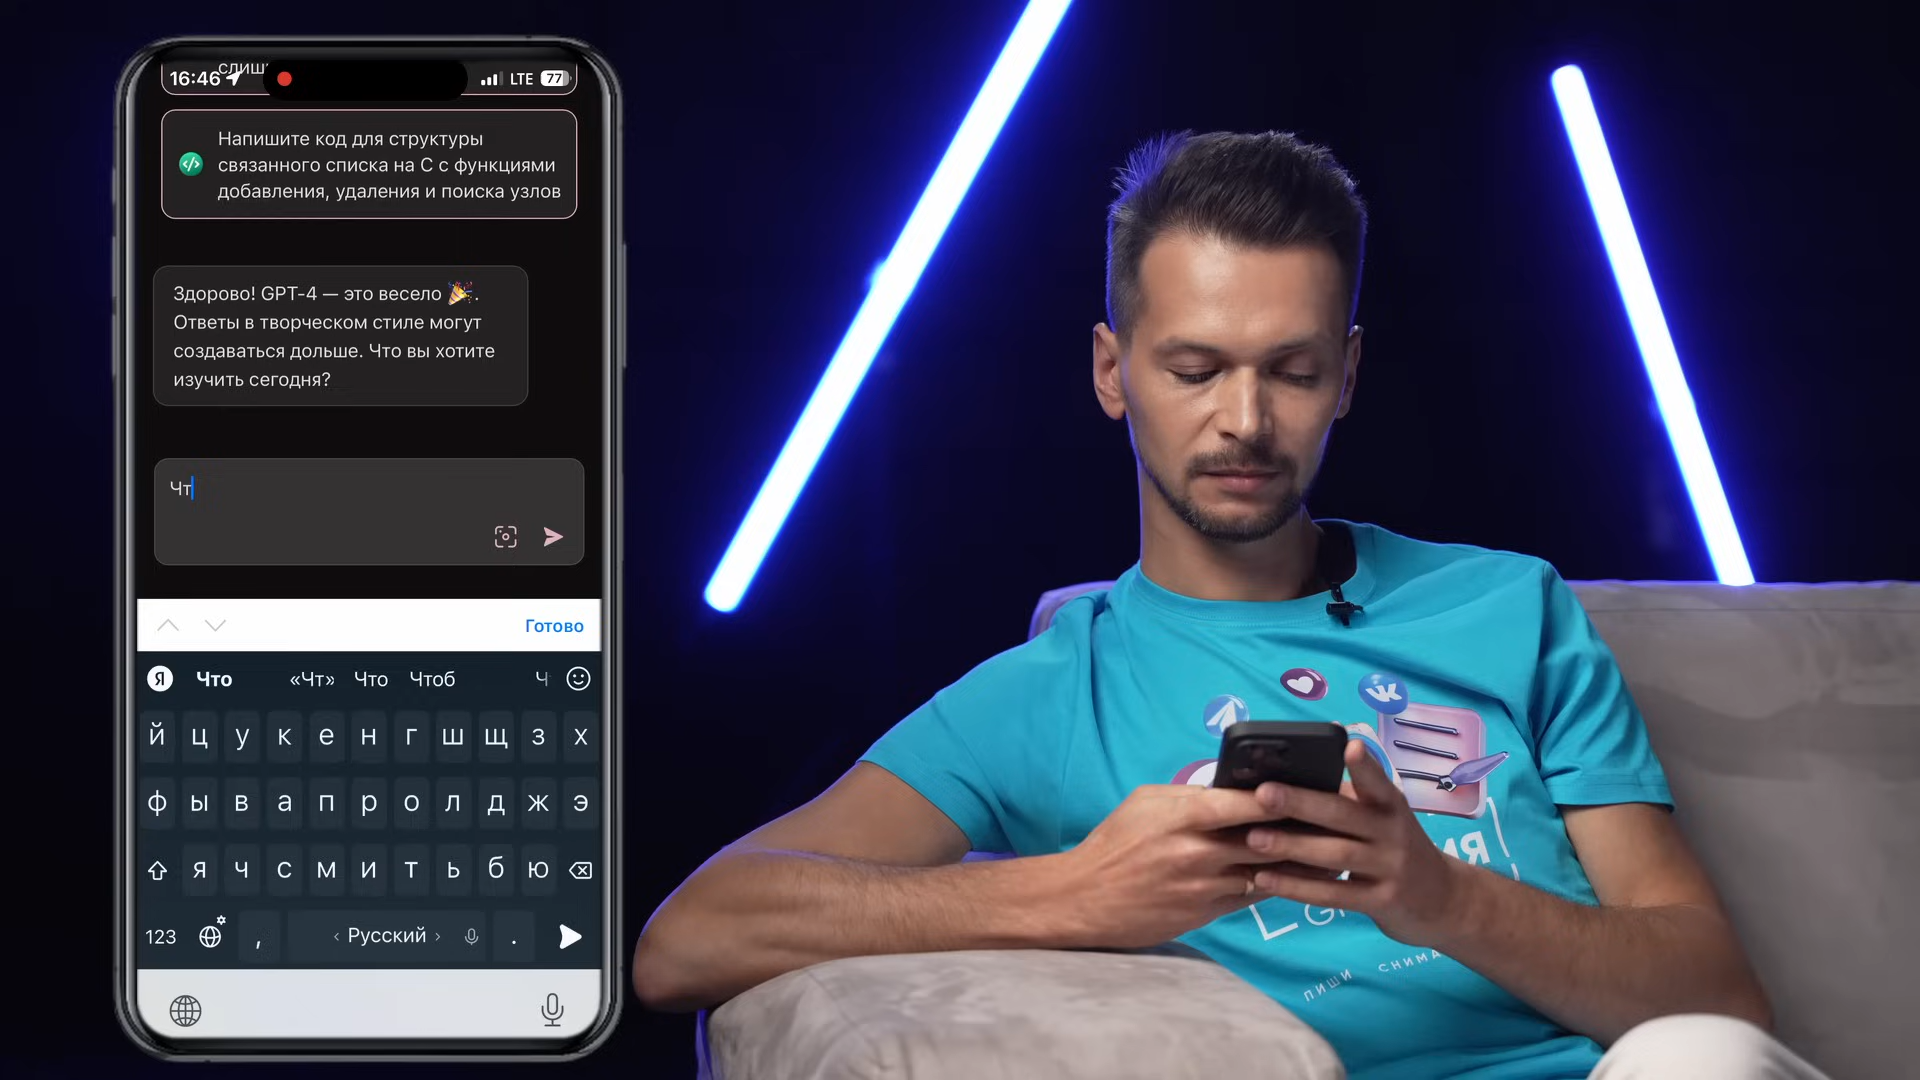 слиш
16:46
LTE 77
Напишите код для структуры
связанного списка на C с функциями
добавления, удаления и поиска узлов
Здорово! GPT-4 — это весело 🎉.
Ответы в творческом стиле могут
создаваться дольше. Что вы хотите
изучить сегодня?
Чт
Готово
Я Что «Чт» Что Чтоб Ч
й ц у к е н г ш щ з х
ф ы в а п р о л д ж э
я ч с м и т ь б ю
123 , Русский .
ПИШИ СНИМА